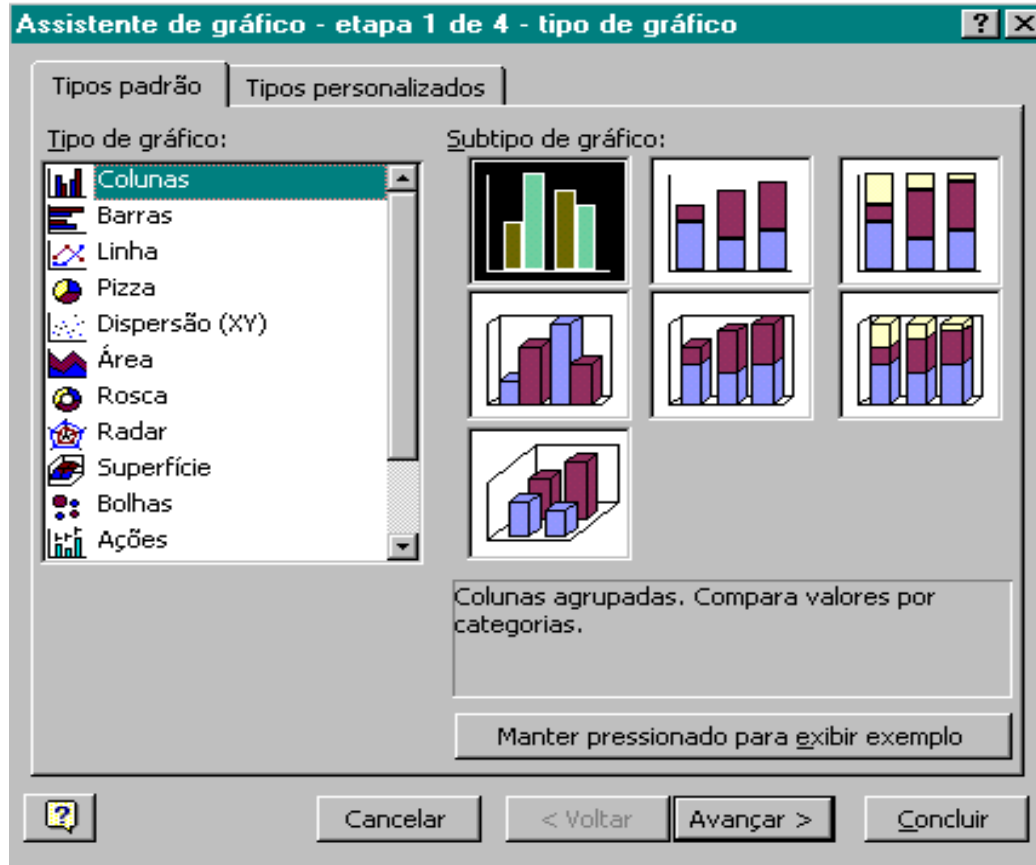 Assistente de gráfico - etapa 1 de 4 - tipo de gráfico
Tipos padrão
Tipos personalizados
Tipo de gráfico:
Colunas
Barras
Linha
Pizza
Dispersão (XY)
Área
Rosca
Radar
Superfície
Bolhas
Ações
Subtipo de gráfico:
Colunas agrupadas. Compara valores por
categorias.
Manter pressionado para exibir exemplo
Cancelar
< Voltar
Avançar >
Concluir